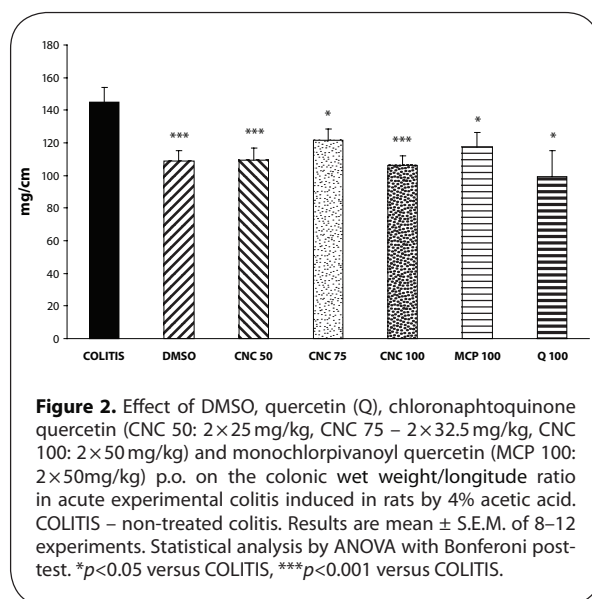 180
160
140
120
100
80
60
40
20
0
mg/cm
***
***
*
***
*
*
COLITIS DMSO CNC 50 CNC 75 CNC 100 MCP 100 Q 100
Figure 2. Effect of DMSO, quercetin (Q), chloronaphtoquinone
quercetin (CNC 50: 2×25 mg/kg, CNC 75 – 2×32.5 mg/kg, CNC
100: 2×50 mg/kg) and monochlorpivanoyl quercetin (MCP 100:
2×50mg/kg) p.o. on the colonic wet weight/longitude ratio
in acute experimental colitis induced in rats by 4% acetic acid.
COLITIS – non-treated colitis. Results are mean ± S.E.M. of 8–12
experiments. Statistical analysis by ANOVA with Bonferoni post-
test. *p<0.05 versus COLITIS, ***p<0.001 versus COLITIS.